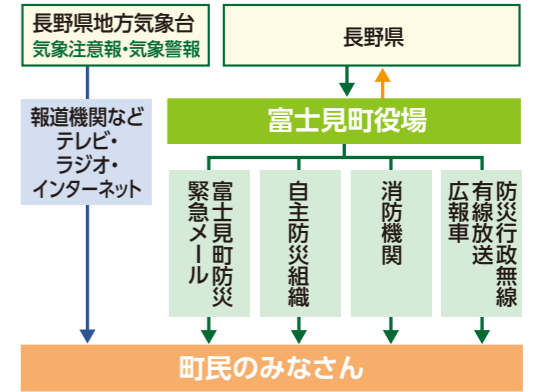 長野県地方気象台
気象注意報・気象警報
長野県
報道機関など
テレビ・
ラジオ・
インターネット
富士見町役場
富士見町防災
緊急メール
自主防災組織
消防機関
防災行政無線
有線放送
広報車
町民のみなさん